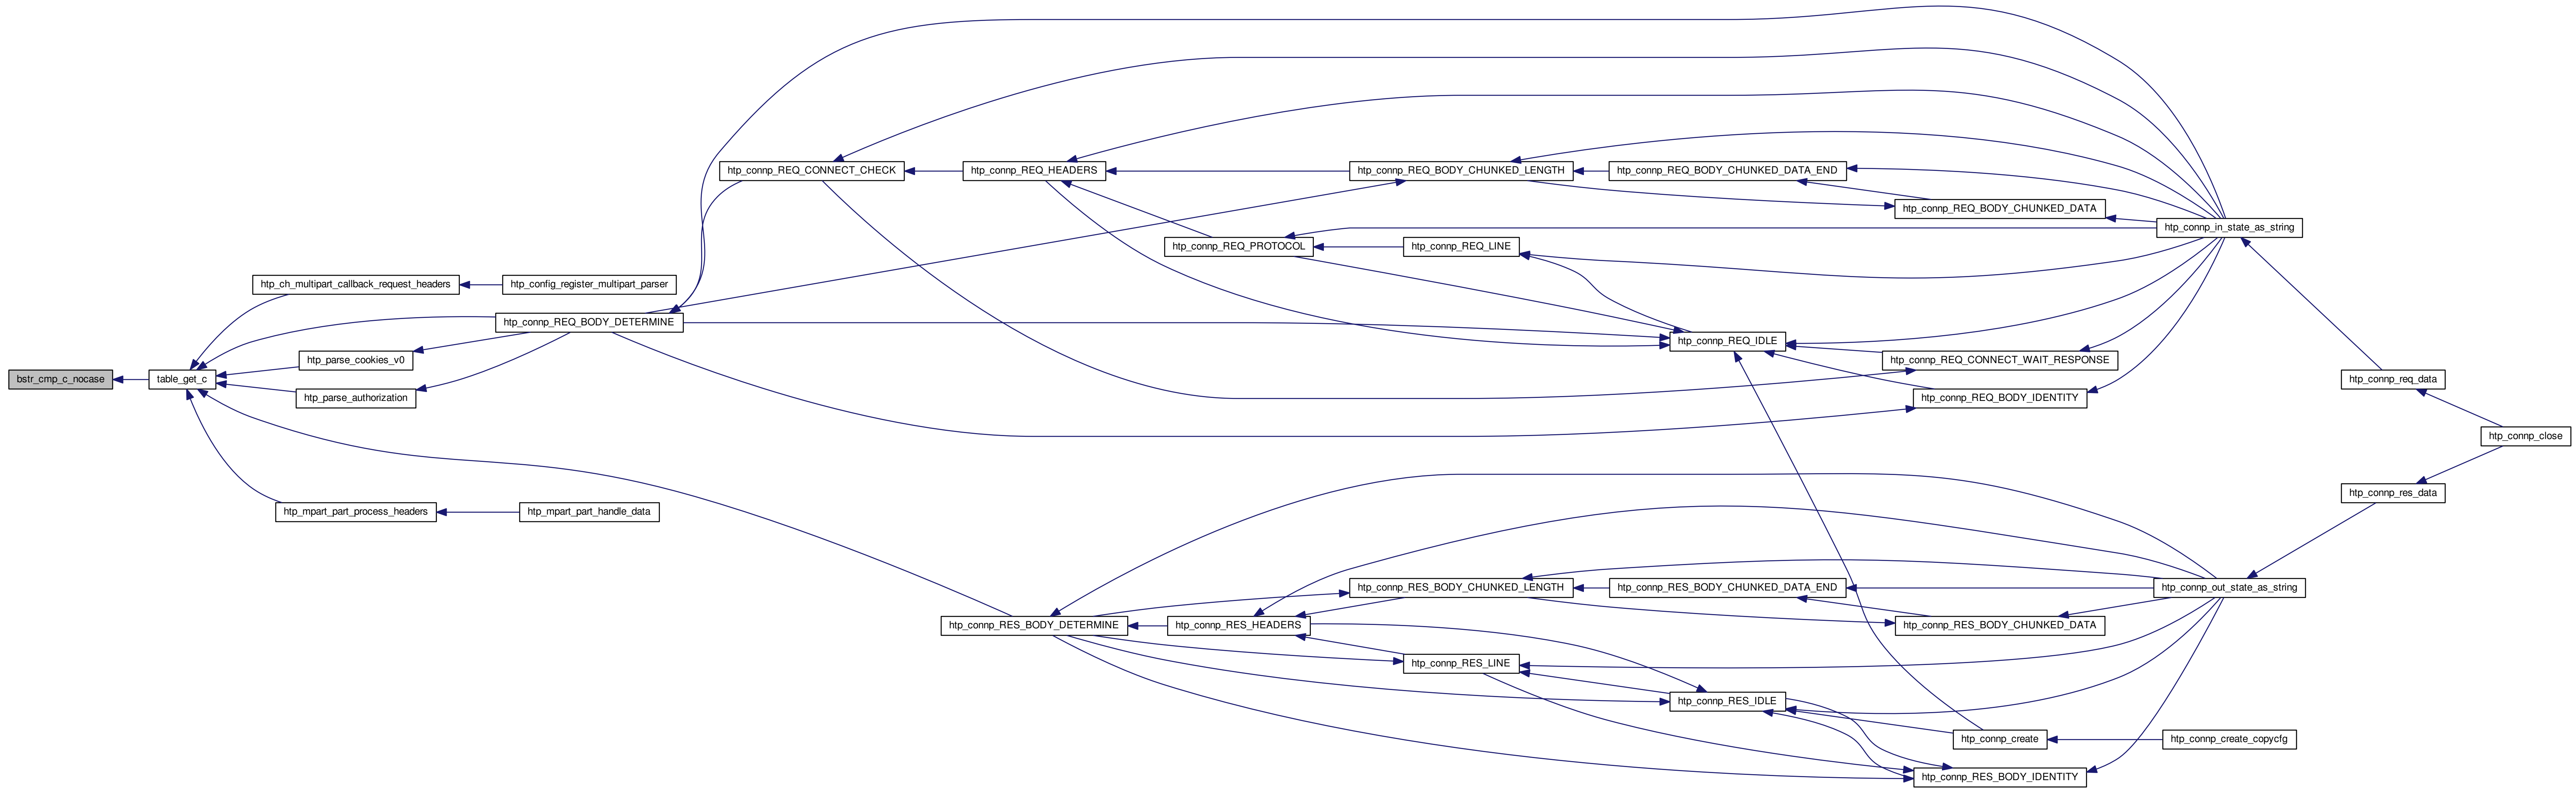 bstr_cmp_c_nocase
table_get_c
htp_ch_multipart_callback_request_headers
htp_config_register_multipart_parser
htp_connp_REQ_BODY_DETERMINE
htp_parse_cookies_v0
htp_parse_authorization
htp_mpart_part_process_headers
htp_mpart_part_handle_data
htp_connp_REQ_CONNECT_CHECK
htp_connp_REQ_HEADERS
htp_connp_REQ_BODY_CHUNKED_LENGTH
htp_connp_REQ_BODY_CHUNKED_DATA_END
htp_connp_REQ_BODY_CHUNKED_DATA
htp_connp_in_state_as_string
htp_connp_REQ_PROTOCOL
htp_connp_REQ_LINE
htp_connp_REQ_IDLE
htp_connp_REQ_CONNECT_WAIT_RESPONSE
htp_connp_REQ_BODY_IDENTITY
htp_connp_req_data
htp_connp_close
htp_connp_res_data
htp_connp_RES_BODY_CHUNKED_LENGTH
htp_connp_RES_BODY_CHUNKED_DATA_END
htp_connp_out_state_as_string
htp_connp_RES_BODY_DETERMINE
htp_connp_RES_HEADERS
htp_connp_RES_BODY_CHUNKED_DATA
htp_connp_RES_LINE
htp_connp_RES_IDLE
htp_connp_create
htp_connp_create_copycfg
htp_connp_RES_BODY_IDENTITY